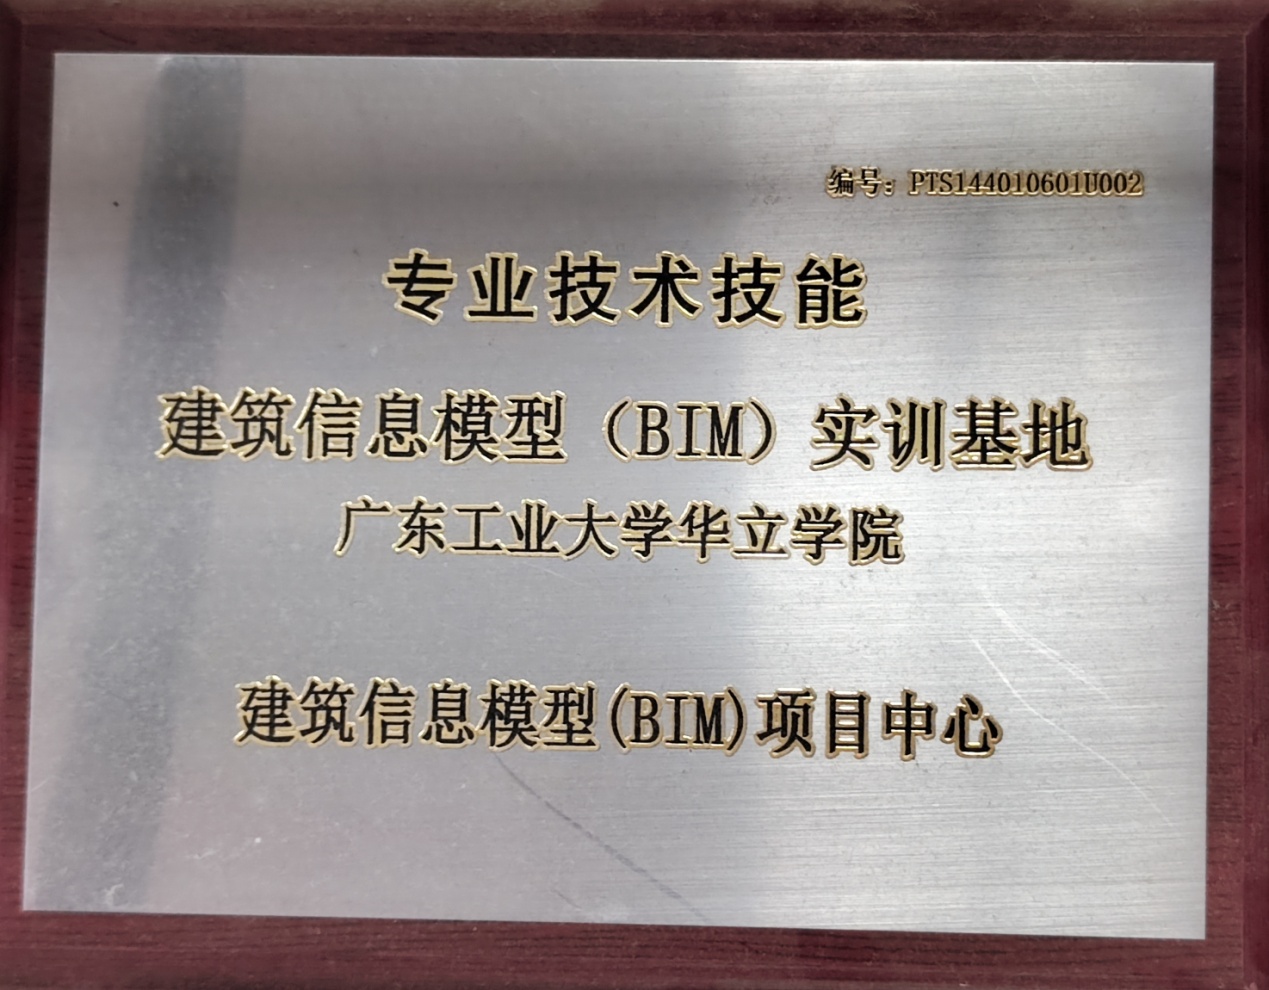 编号：PTS144010601U002
专业技术技能
建筑信息模型（BIM）实训基地
广东工业大学华立学院
建筑信息模型(BIM)项目中心